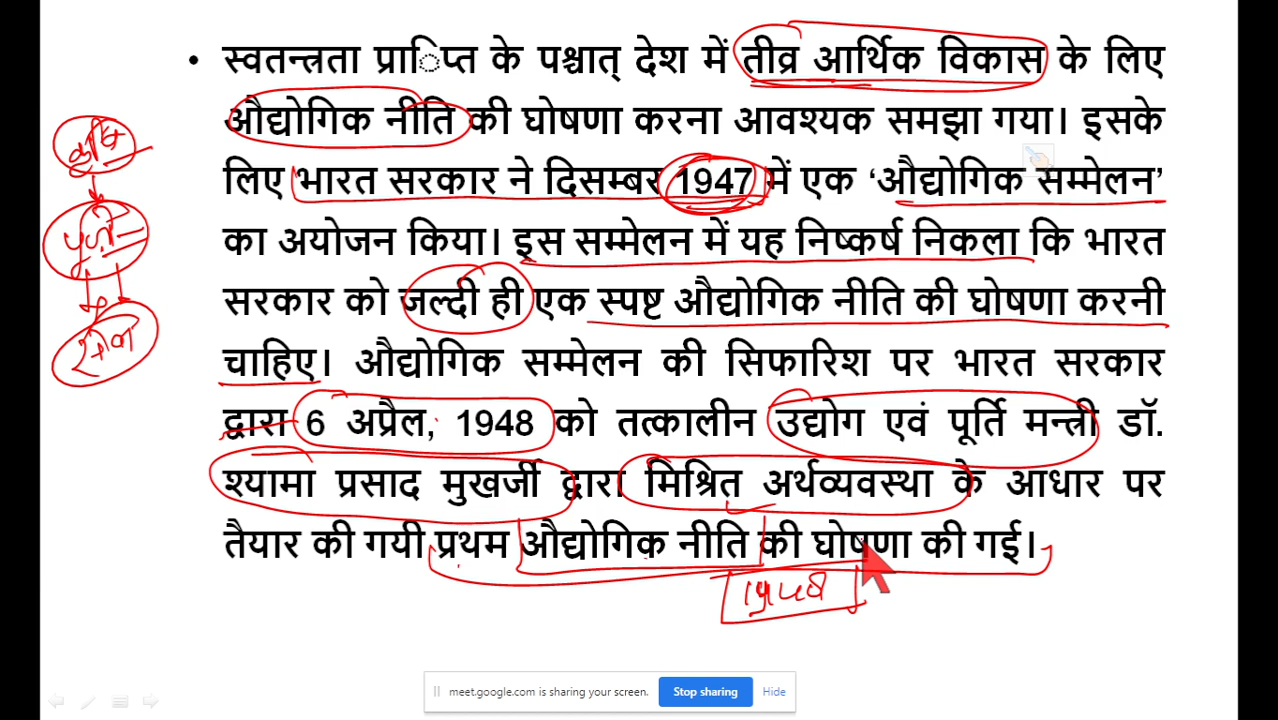 • स्वतन्त्रता प्रािप्त के पश्चात् देश में तीव्र आर्थिक विकास के लिए
औद्योगिक नीति की घोषणा करना आवश्यक समझा गया। इसके
लिए भारत सरकार ने दिसम्बर 1947 में एक ‘औद्योगिक सम्मेलन’
का अयोजन किया। इस सम्मेलन में यह निष्कर्ष निकला कि भारत
सरकार को जल्दी ही एक स्पष्ट औद्योगिक नीति की घोषणा करनी
चाहिए। औद्योगिक सम्मेलन की सिफारिश पर भारत सरकार
द्वारा 6 अप्रैल, 1948 को तत्कालीन उद्योग एवं पूर्ति मन्त्री डॉ.
श्यामा प्रसाद मुखर्जी द्वारा मिश्रित अर्थव्यवस्था के आधार पर
तैयार की गयी प्रथम औद्योगिक नीति की घोषणा की गई।
कृषि
पूंजी
meet.google.com is sharing your screen. Stop sharing Hide